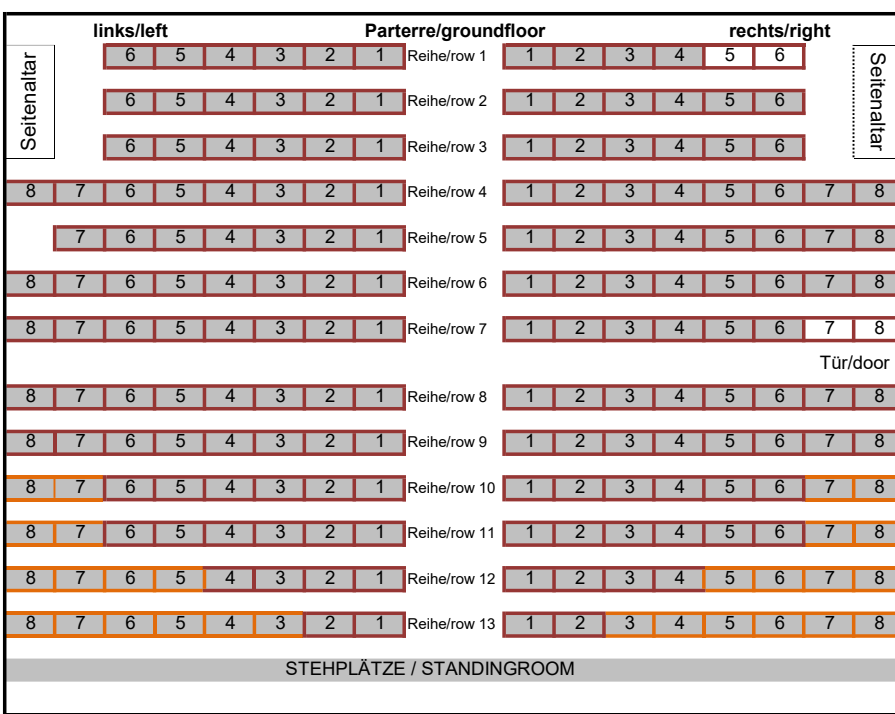 links/left Parterre/groundfloor rechts/right
6 5 4 3 2 1 Reihe/row 1 1 2 3 4 5 6
Seitenaltar
Seitenaltar
6 5 4 3 2 1 Reihe/row 2 1 2 3 4 5 6
6 5 4 3 2 1 Reihe/row 3 1 2 3 4 5 6
8 7 6 5 4 3 2 1 Reihe/row 4 1 2 3 4 5 6 7 8
7 6 5 4 3 2 1 Reihe/row 5 1 2 3 4 5 6 7 8
8 7 6 5 4 3 2 1 Reihe/row 6 1 2 3 4 5 6 7 8
8 7 6 5 4 3 2 1 Reihe/row 7 1 2 3 4 5 6 7 8
Tür/door
8 7 6 5 4 3 2 1 Reihe/row 8 1 2 3 4 5 6 7 8
8 7 6 5 4 3 2 1 Reihe/row 9 1 2 3 4 5 6 7 8
8 7 6 5 4 3 2 1 Reihe/row 10 1 2 3 4 5 6 7 8
8 7 6 5 4 3 2 1 Reihe/row 11 1 2 3 4 5 6 7 8
8 7 6 5 4 3 2 1 Reihe/row 12 1 2 3 4 5 6 7 8
8 7 6 5 4 3 2 1 Reihe/row 13 1 2 3 4 5 6 7 8
STEHPLÄTZE / STANDINGROOM